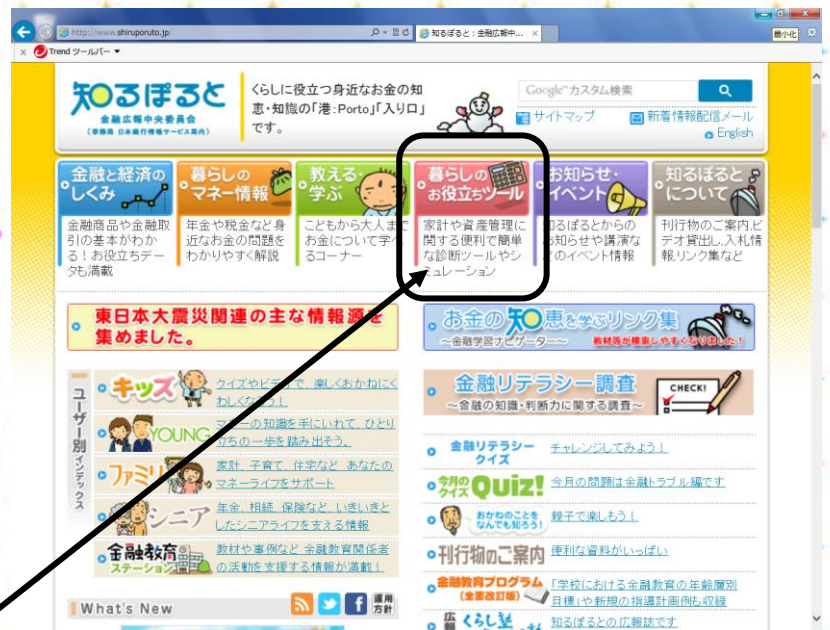 http://www.shiruporuto.jp/
知るぽると:金融広報中...
最小化
Trend ツールバー
知るぽると
金融広報中央委員会
(事務局 日本銀行情報サービス局内)
くらしに役立つ身近なお金の知
恵・知識の「港:Porto」「入り口」
です。
Google カスタム検索
サイトマップ
新着情報配信メール
English
金融と経済の
しくみ
金融商品や金融取
引の基本がわか
る!お役立ちデー
タも満載
暮らしの
マネー情報
年金や税金など身
近なお金の問題を
わかりやすく解説
教える・
学ぶ
こどもから大人まで
お金について学べ
るコーナー
暮らしの
お役立ちツール
家計や資産管理に
関する便利で簡単
な診断ツールやシ
ミュレーション
お知らせ・
イベント
知るぽるとからの
お知らせや講演な
どのイベント情報
知るぽると
について
刊行物のご案内、ビ
デオ貸出し、入札情
報、リンク集など
東日本大震災関連の主な情報源を
集めました。
お金の知恵を学ぶリンク集
~金融学習ナビゲーター~
教材等が検索しやすくなりました!
ユーザー別インデックス
キッズ
クイズやビデオで、楽しくおかねにく
わしくなろう!
YOUNG
マネーの知識を手にいれて、ひとり
立ちの一歩を踏み出そう。
ファミリー
家計、子育て、住宅など あなたの
マネーライフをサポート
シニア
年金、相続、保険など、いきいきと
したシニアライフを支える情報
金融教育
ステーション
教材や事例など 金融教育関係者
の活動を支援する情報が満載!
What's New
運用
方針
金融リテラシー調査
~金融の知識・判断力に関する調査~
CHECK!
金融リテラシー
クイズ
チャレンジしてみよう!
今月の
クイズ Quiz!
今月の問題は金融トラブル編です
おかねのことを
なんでも知ろう!
親子で楽しもう!
刊行物のご案内
便利な資料がいっぱい
金融教育プログラム
(全面改訂版)
「学校における金融教育の年齢層別
目標」や新規の指導計画例も収録
広報
くらし塾
知るぽるとの広報誌です